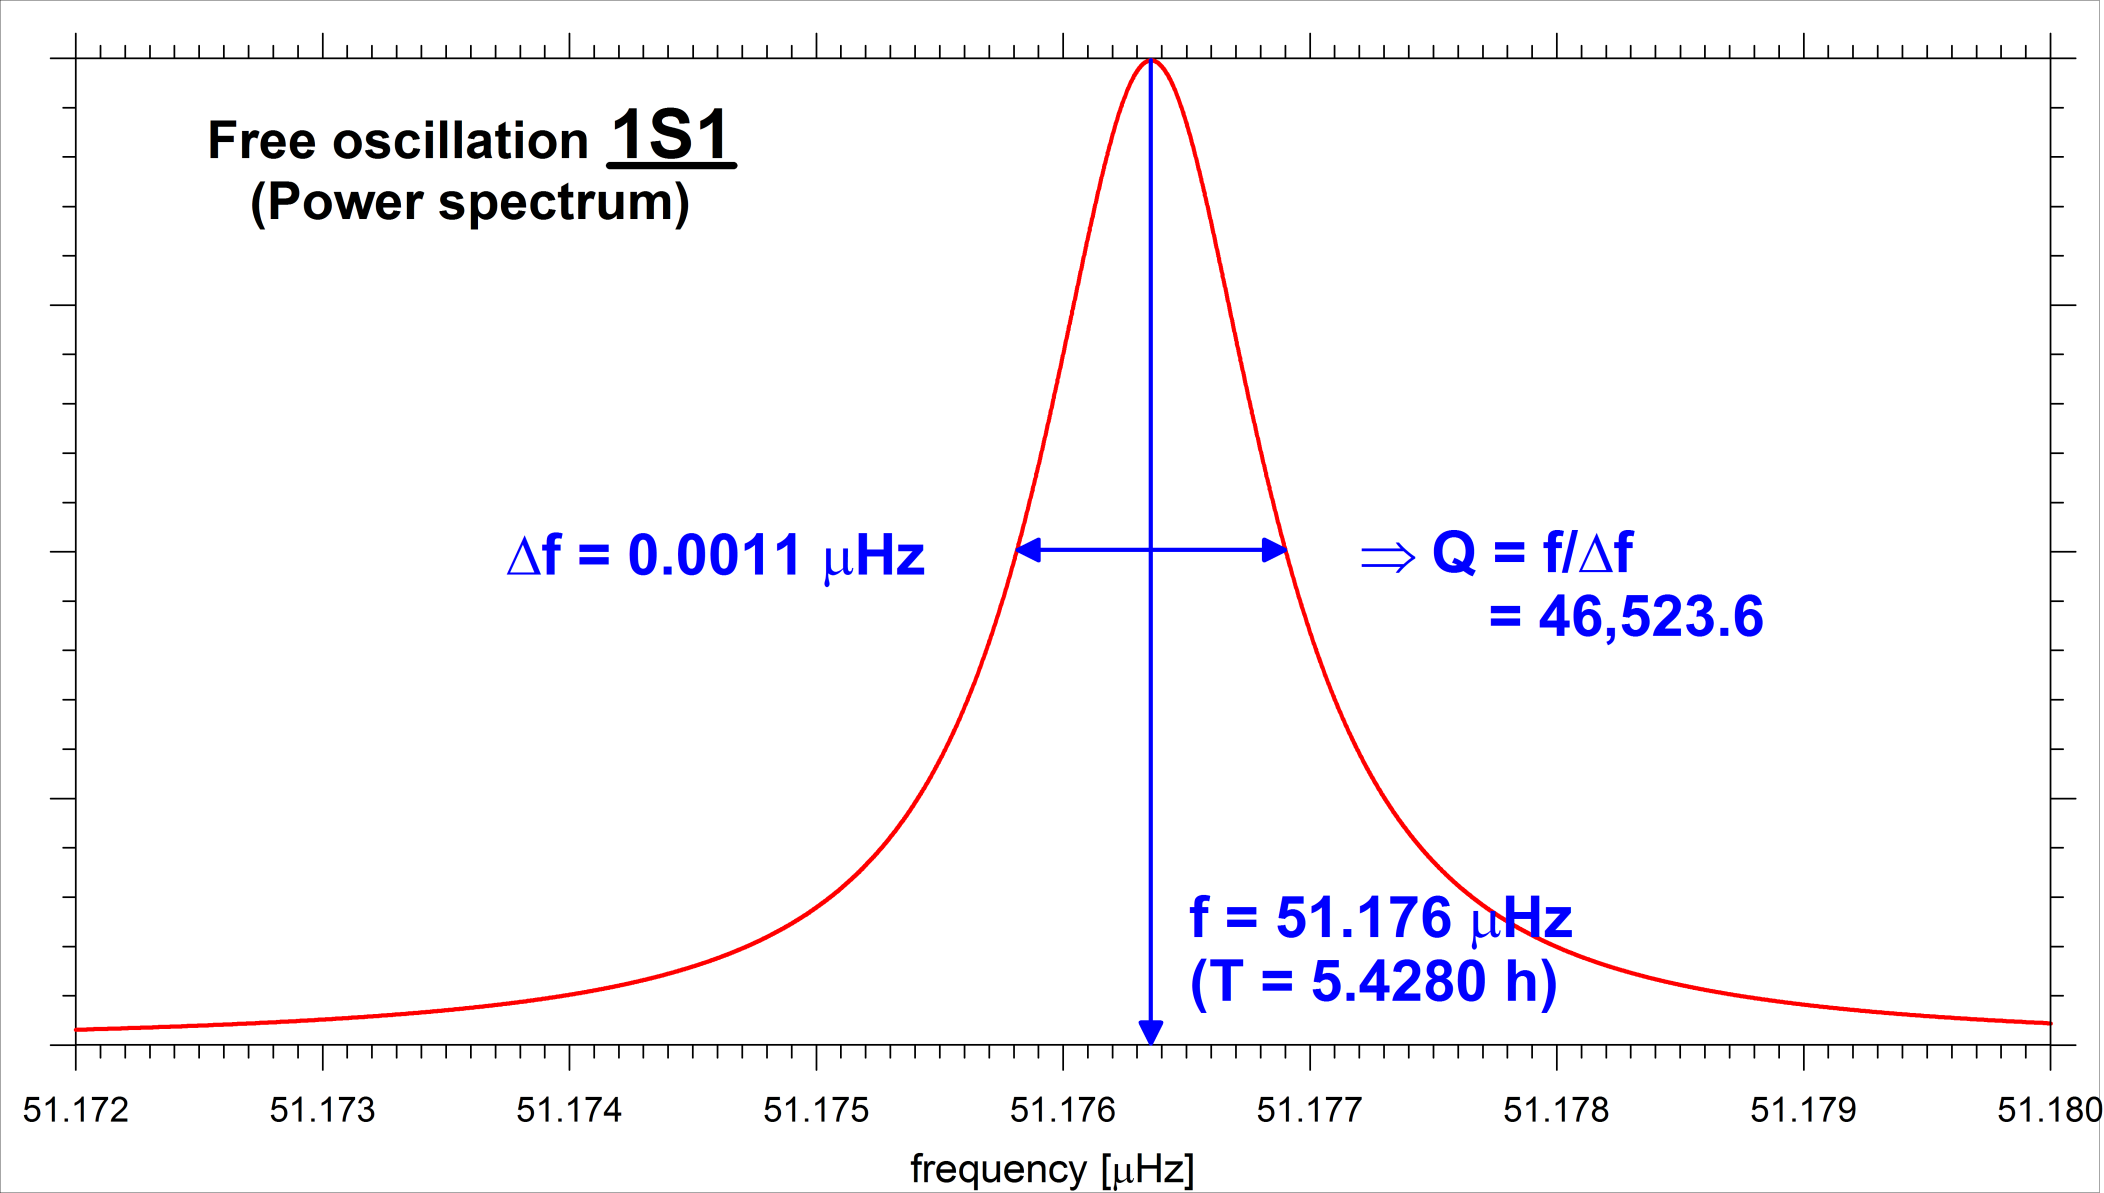 Free oscillation 1S1
(Power spectrum)
Δf = 0.0011 μHz
⇒ Q = f/Δf
= 46,523.6
f = 51.176 μHz
(T = 5.4280 h)
51.172 51.173 51.174 51.175 51.176 51.177 51.178 51.179 51.180
frequency [μHz]